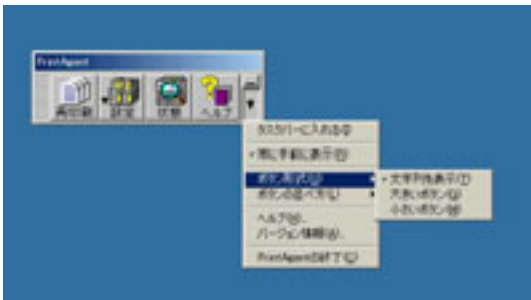 PrintAgent
再印刷
設定
状態
ヘルプ
タスクバーに入れる
常に手前に表示
ボタン形式
文字列も表示(T)
ボタンの並べ方(L)
大きいボタン
小さいボタン
ヘルプ(H)...
バージョン情報(A)...
PrintAgentの終了